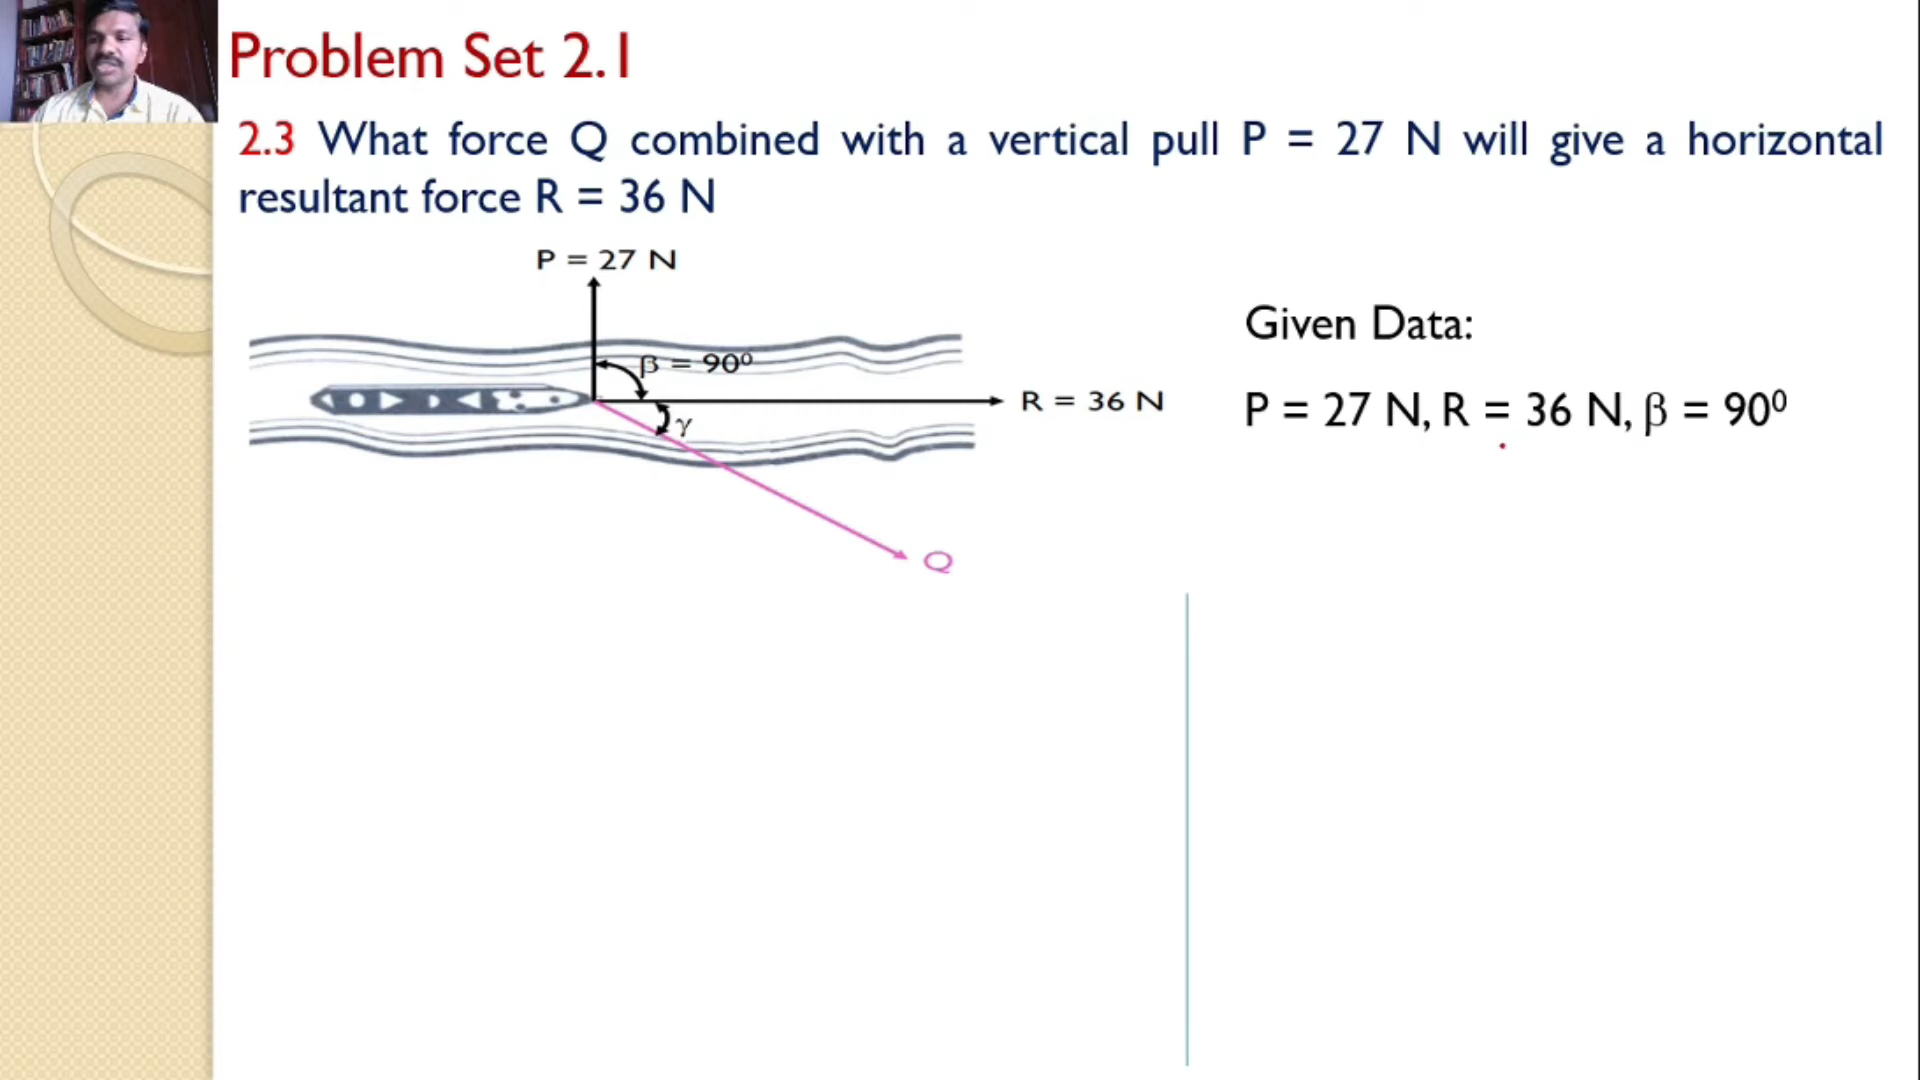 Problem Set 2.1
2.3 What force Q combined with a vertical pull P = 27 N will give a horizontal
resultant force R = 36 N
P = 27 N
β = 90⁰
R = 36 N
γ
Q
Given Data:
P = 27 N, R = 36 N, β = 90⁰